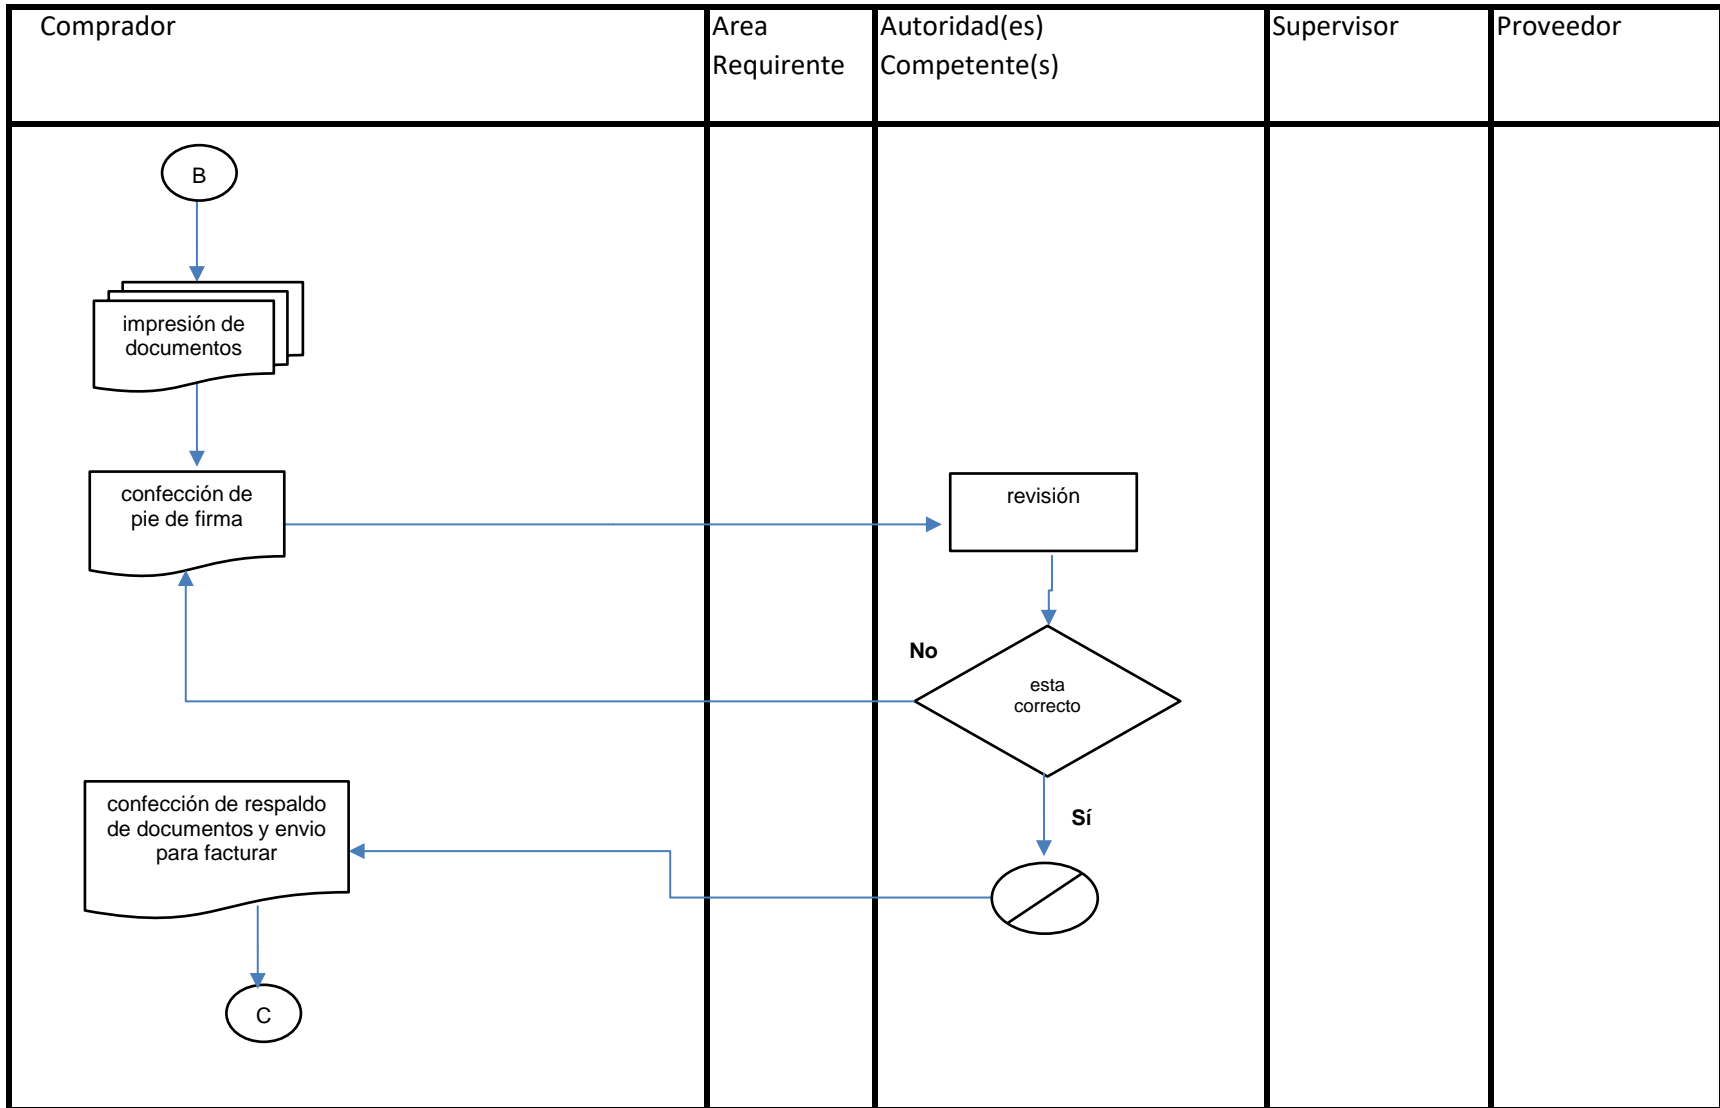 Comprador
Area
Requirente
Autoridad(es)
Competente(s)
Supervisor
Proveedor
B
impresión de
documentos
confección de
pie de firma
revisión
No
esta
correcto
Sí
confección de respaldo
de documentos y envio
para facturar
C